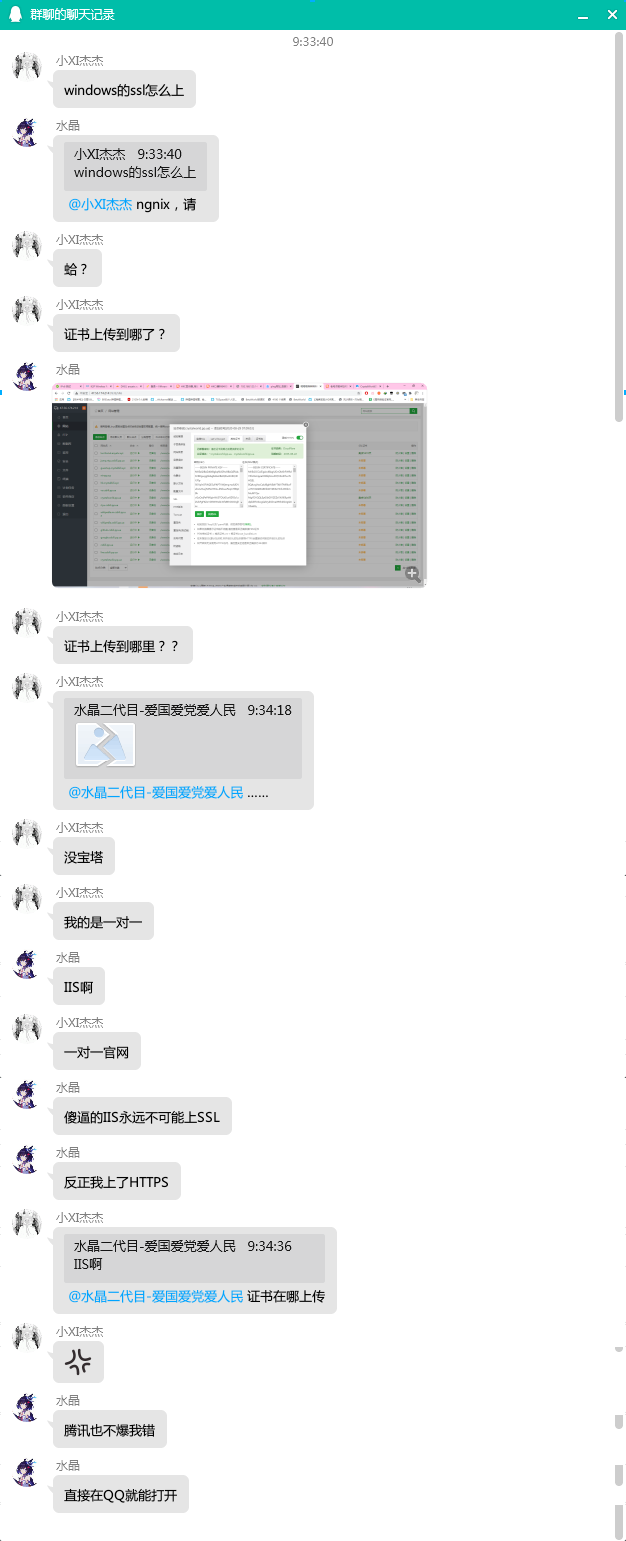 群聊的聊天记录
9:33:40
小XI杰杰
windows的ssl怎么上
水晶
小XI杰杰 9:33:40
windows的ssl怎么上
@小XI杰杰 ngnix，请
小XI杰杰
蛤？
小XI杰杰
证书上传到哪了？
水晶
小XI杰杰
证书上传到哪里？？
小XI杰杰
水晶二代目-爱国爱党爱人民 9:34:18
@水晶二代目-爱国爱党爱人民 ......
小XI杰杰
没宝塔
小XI杰杰
我的是一对一
水晶
IIS啊
小XI杰杰
一对一官网
水晶
傻逼的IIS永远不可能上SSL
水晶
反正我上了HTTPS
小XI杰杰
水晶二代目-爱国爱党爱人民 9:34:36
IIS啊
@水晶二代目-爱国爱党爱人民 证书在哪上传
小XI杰杰
水晶
腾讯也不爆我错
水晶
直接在QQ就能打开